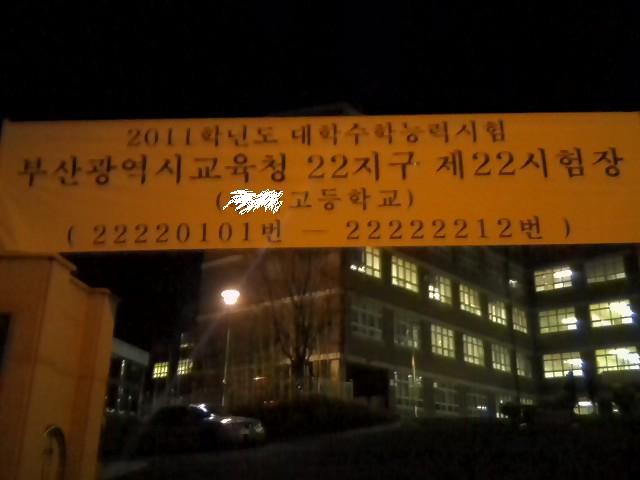 2011학년도 대학수학능력시험
부산광역시교육청 22지구 제22시험장
( 고등학교)
( 22220101번 — 22222212번 )